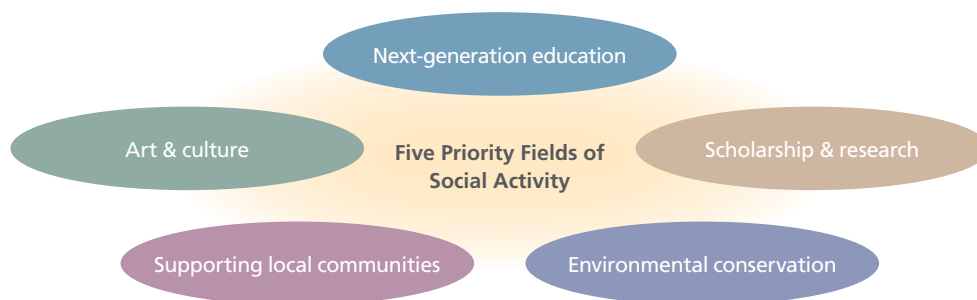 Next-generation education
Art & culture
Five Priority Fields of
Social Activity
Scholarship & research
Supporting local communities
Environmental conservation